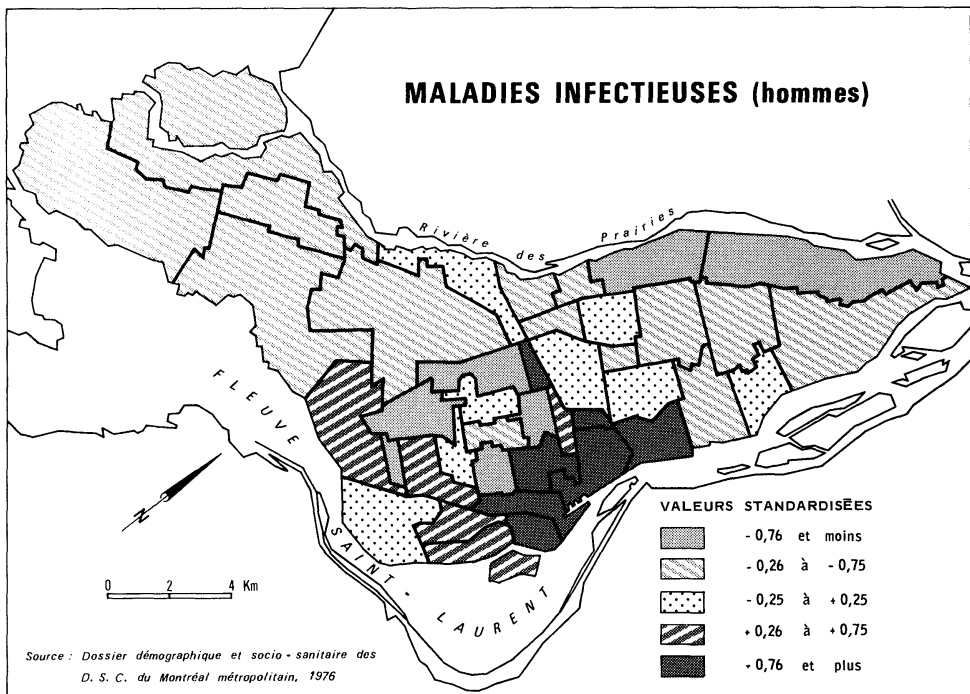 MALADIES INFECTIEUSES (hommes)
Rivière des Prairies
FLEUVE SAINT - LAURENT
N
0 2 4 Km
VALEURS STANDARDISÉES
- 0,76 et moins
- 0,26 à - 0,75
- 0,25 à + 0,25
+ 0,26 à + 0,75
- 0,76 et plus
Source : Dossier démographique et socio - sanitaire des
D. S. C. du Montréal métropolitain, 1976